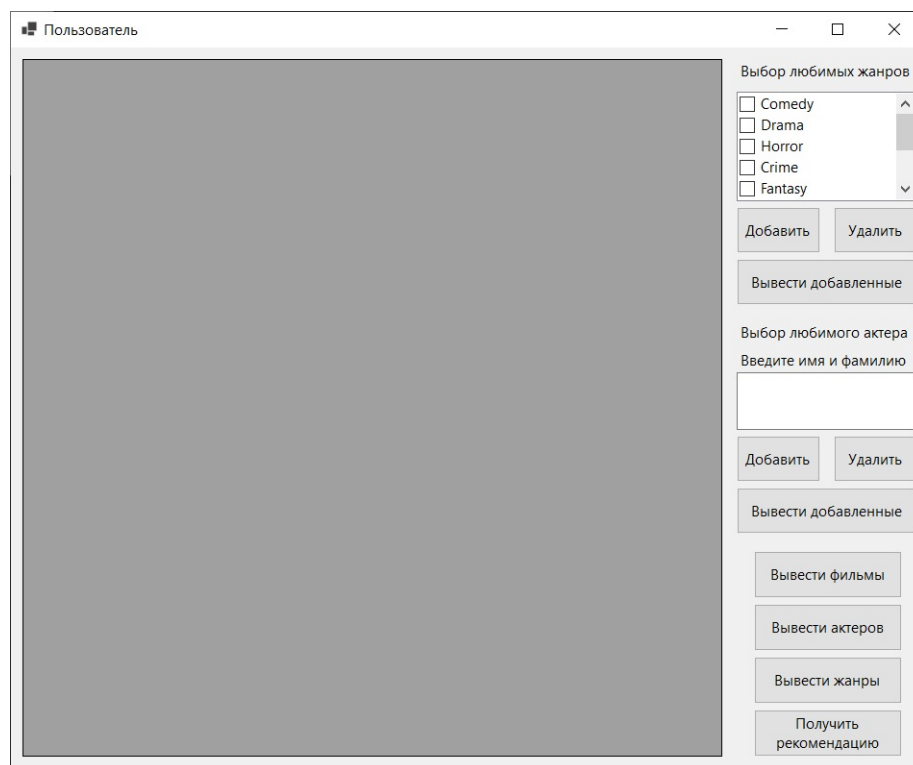 Пользователь
Выбор любимых жанров
Comedy
Drama
Horror
Crime
Fantasy
Добавить Удалить
Вывести добавленные
Выбор любимого актера
Введите имя и фамилию
Добавить Удалить
Вывести добавленные
Вывести фильмы
Вывести актеров
Вывести жанры
Получить
рекомендацию